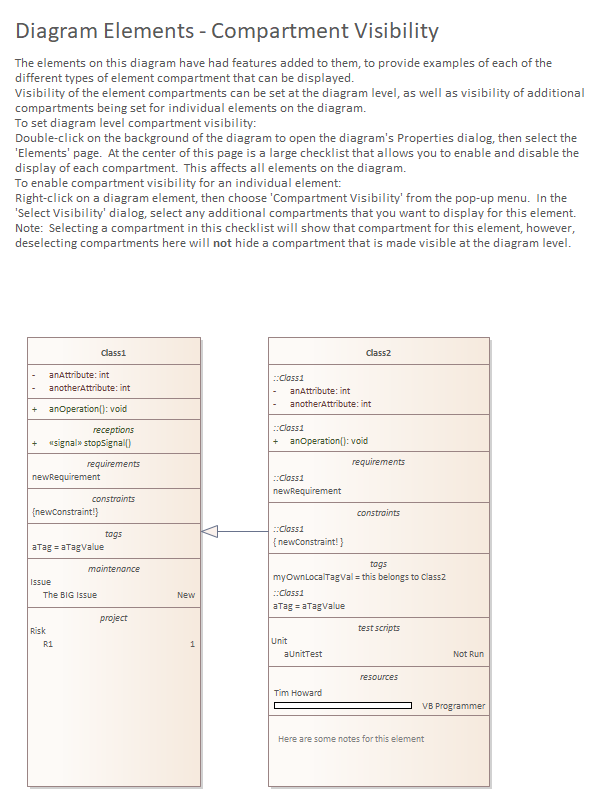 Diagram Elements - Compartment Visibility
The elements on this diagram have had features added to them, to provide examples of each of the
different types of element compartment that can be displayed.
Visibility of the element compartments can be set at the diagram level, as well as visibility of additional
compartments being set for individual elements on the diagram.
To set diagram level compartment visibility:
Double-click on the background of the diagram to open the diagram's Properties dialog, then select the
'Elements' page.  At the center of this page is a large checklist that allows you to enable and disable the
display of each compartment.  This affects all elements on the diagram.
To enable compartment visibility for an individual element:
Right-click on a diagram element, then choose 'Compartment Visibility' from the pop-up menu.  In the
'Select Visibility' dialog, select any additional compartments that you want to display for this element.
Note:  Selecting a compartment in this checklist will show that compartment for this element, however,
deselecting compartments here will not hide a compartment that is made visible at the diagram level.
Class1
- anAttribute: int
- anotherAttribute: int
+ anOperation(): void
receptions
+ «signal» stopSignal()
requirements
newRequirement
constraints
{newConstraint!}
tags
aTag = aTagValue
maintenance
Issue
The BIG Issue New
project
Risk
R1 1
Class2
::Class1
- anAttribute: int
- anotherAttribute: int
::Class1
+ anOperation(): void
requirements
::Class1
newRequirement
constraints
::Class1
{ newConstraint! }
tags
myOwnLocalTagVal = this belongs to Class2
::Class1
aTag = aTagValue
test scripts
Unit
aUnitTest Not Run
resources
Tim Howard
VB Programmer
Here are some notes for this element